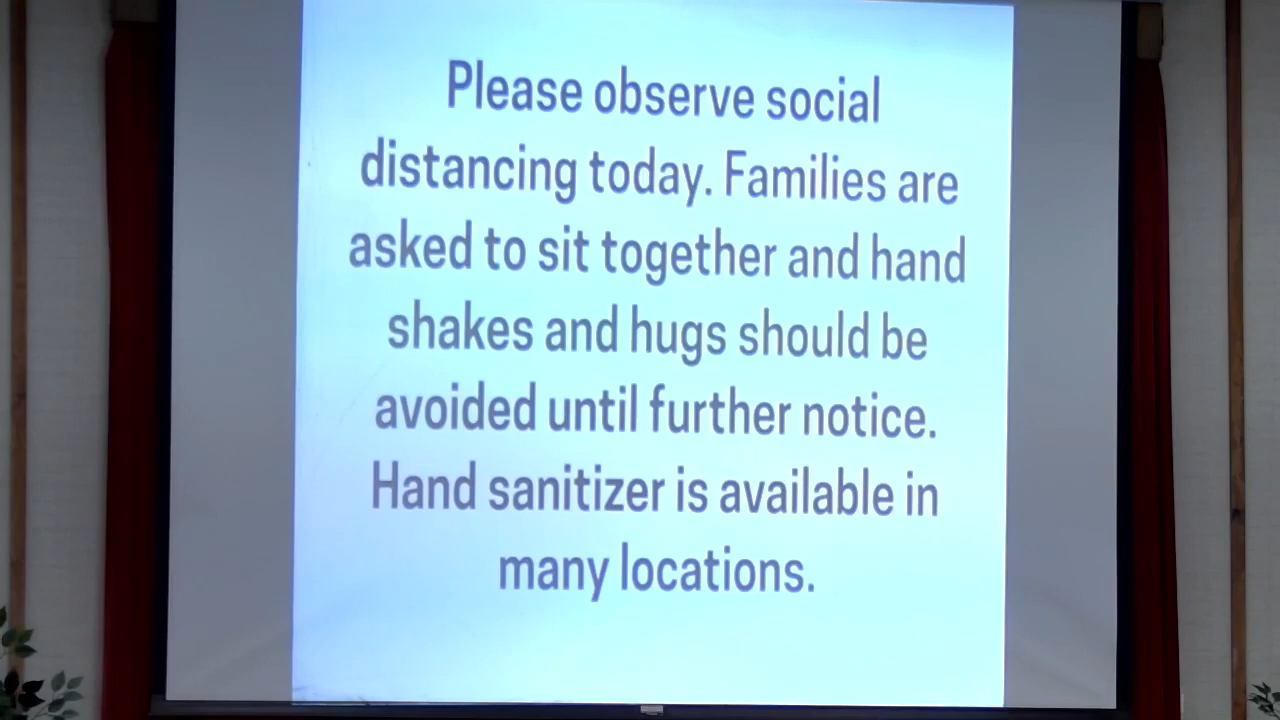 Please observe social
distancing today. Families are
asked to sit together and hand
shakes and hugs should be
avoided until further notice.
Hand sanitizer is available in
many locations.